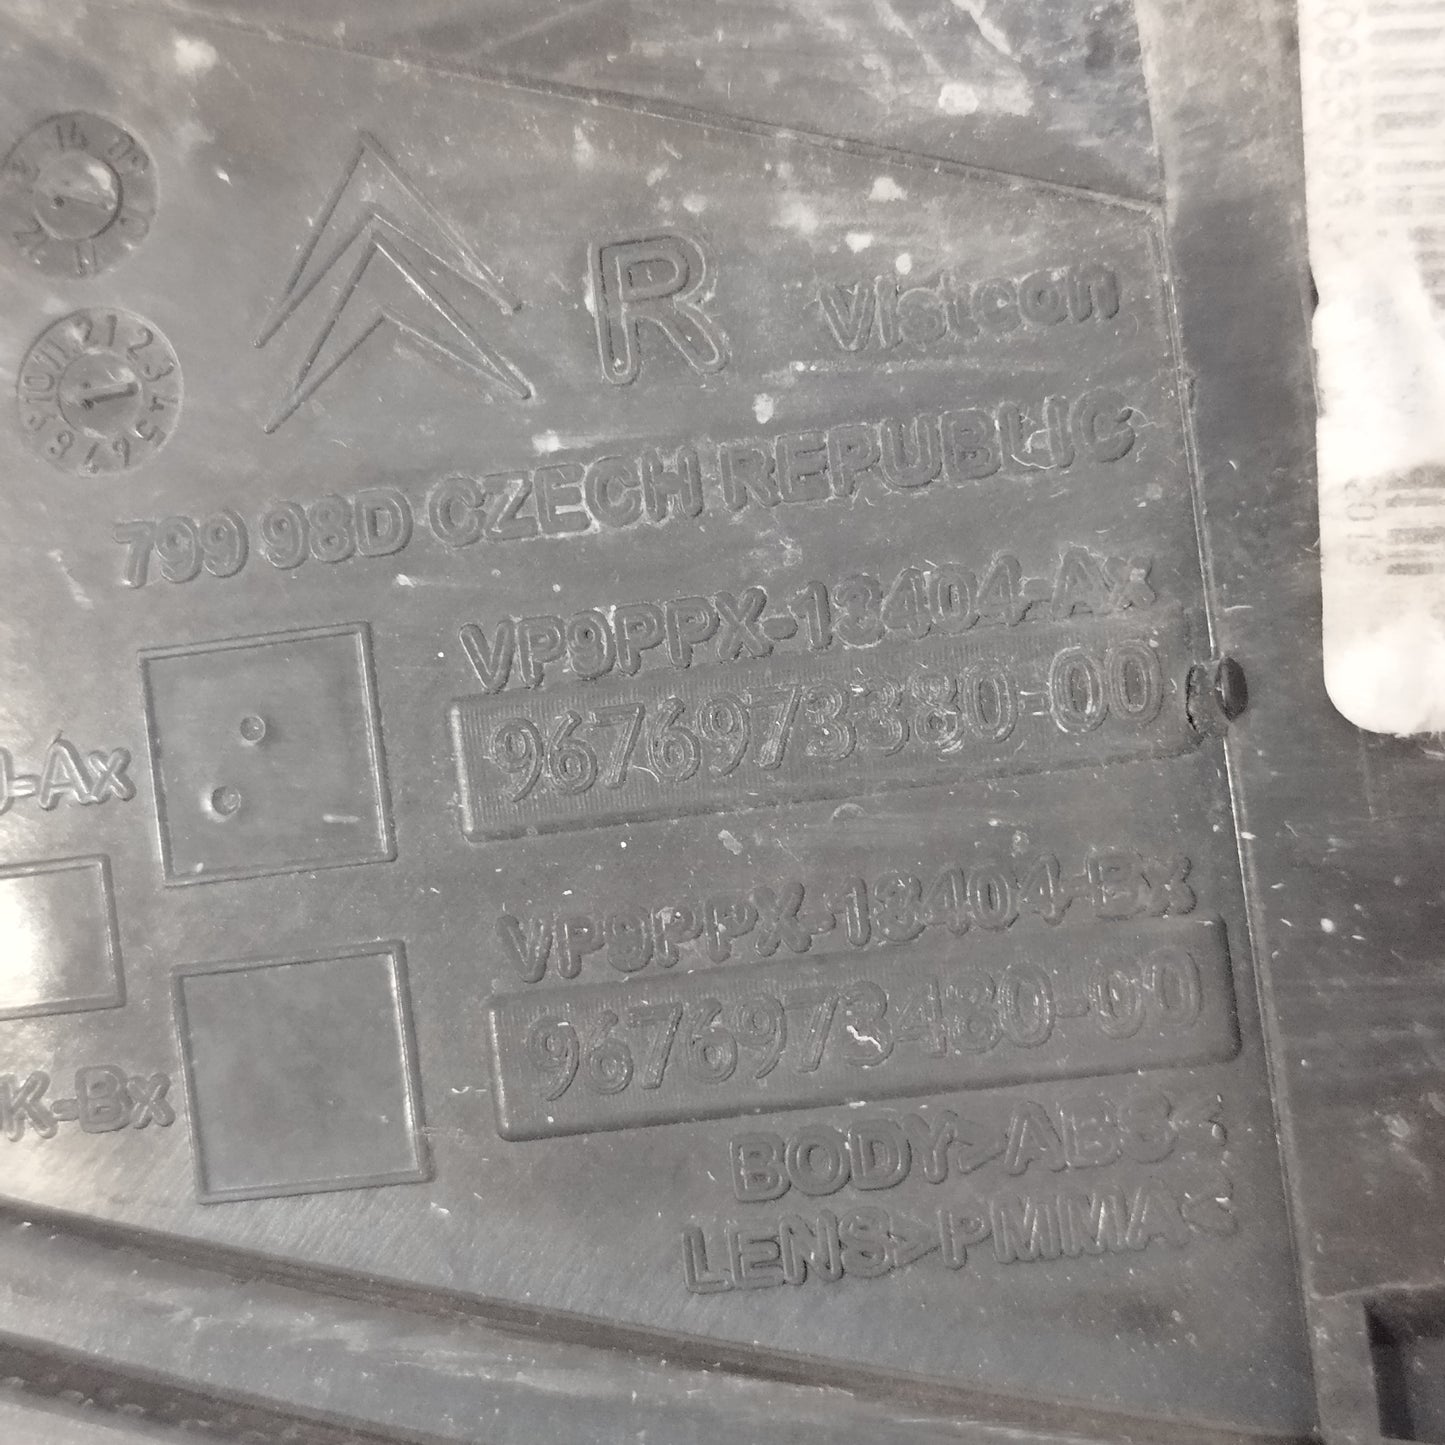 R
Visteon
799 98D CZECH REPUBLIC
VP9PPX-13404-Ax
9676973380-00
-Ax
VP9PPX-13404-Bx
9676973480-00
K-Bx
BODY>ABS<
LENS>PMMA<